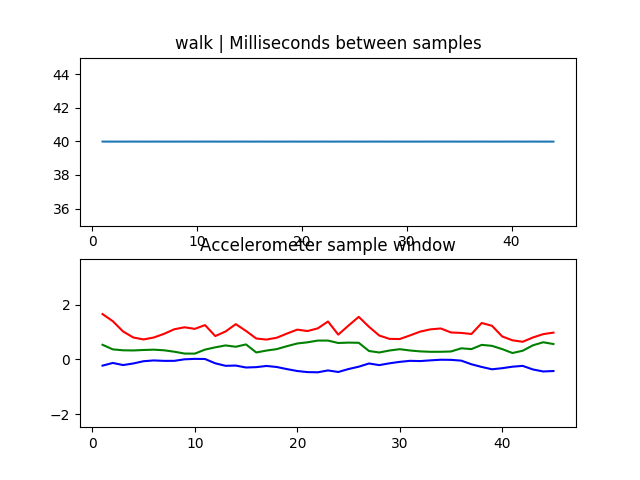 walk | Milliseconds between samples
44
42
40
38
36
0 10 20 30 40
Accelerometer sample window
2
0
−2
0 10 20 30 40